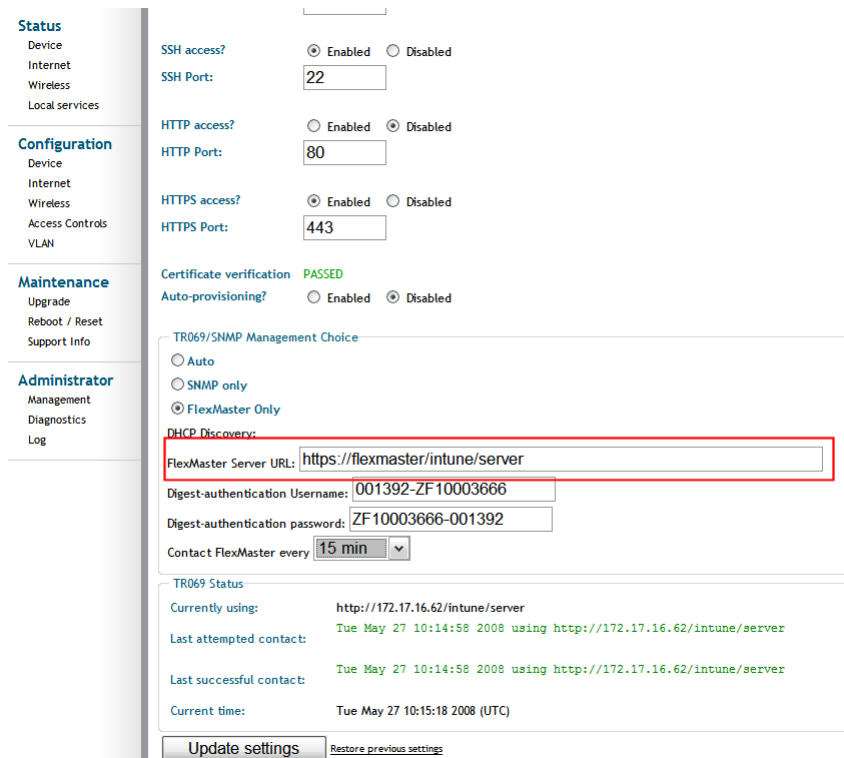 Status
Device
Internet
Wireless
Local services
Configuration
Device
Internet
Wireless
Access Controls
VLAN
Maintenance
Upgrade
Reboot / Reset
Support Info
Administrator
Management
Diagnostics
Log
SSH access? Enabled Disabled
SSH Port: 22
HTTP access? Enabled Disabled
HTTP Port: 80
HTTPS access? Enabled Disabled
HTTPS Port: 443
Certificate verification PASSED
Auto-provisioning? Enabled Disabled
TR069/SNMP Management Choice
Auto
SNMP only
FlexMaster Only
DHCP Discovery:
FlexMaster Server URL: https://flexmaster/intune/server
Digest-authentication Username: 001392-ZF10003666
Digest-authentication password: ZF10003666-001392
Contact FlexMaster every 15 min
TR069 Status
Currently using: http://172.17.16.62/intune/server
Last attempted contact: Tue May 27 10:14:58 2008 using http://172.17.16.62/intune/server
Last successful contact: Tue May 27 10:14:58 2008 using http://172.17.16.62/intune/server
Current time: Tue May 27 10:15:18 2008 (UTC)
Update settings Restore previous settings